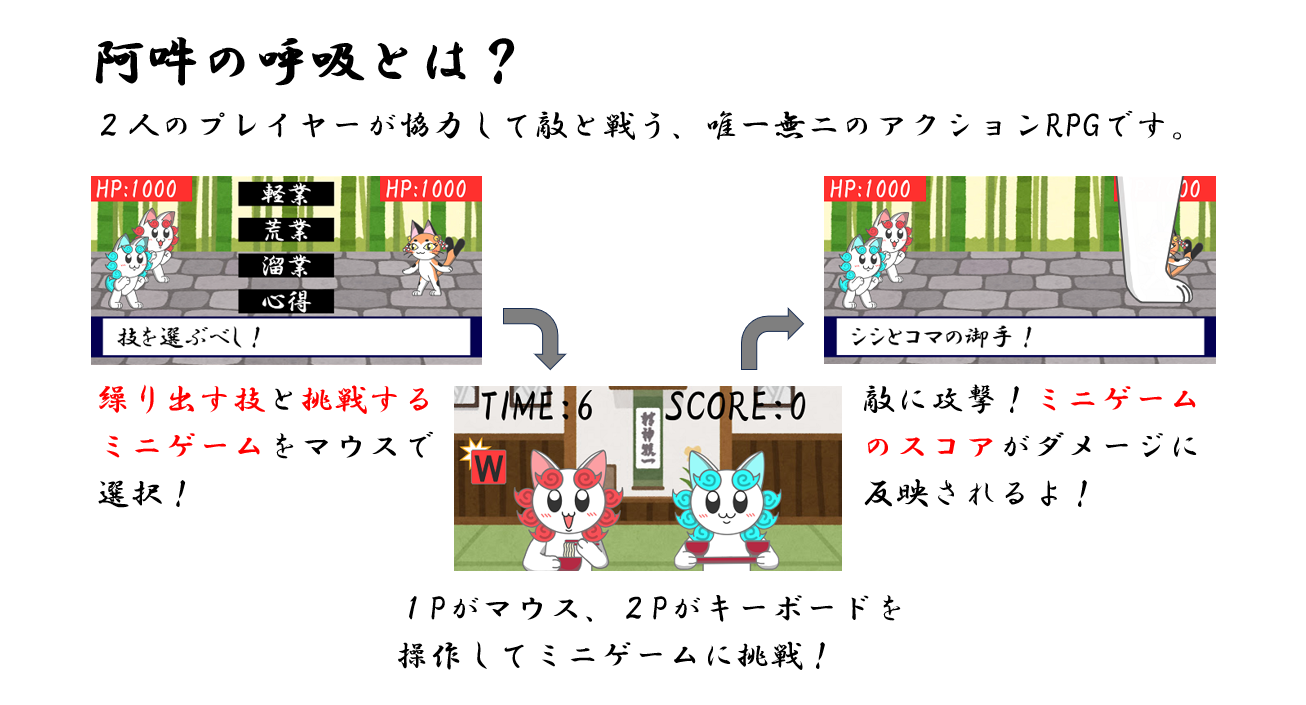 阿吽の呼吸とは？
２人のプレイヤーが協力して敵と戦う、唯一無二のアクションRPGです。
HP:1000
HP:1000
軽業
荒業
溜業
心得
技を選ぶべし！
繰り出す技と挑戦する
ミニゲームをマウスで
選択！
TIME:6
SCORE:0
W
１Pがマウス、２Pがキーボードを
操作してミニゲームに挑戦！
HP:1000
00
シシとコマの御手！
敵に攻撃！ミニゲーム
のスコアがダメージに
反映されるよ！